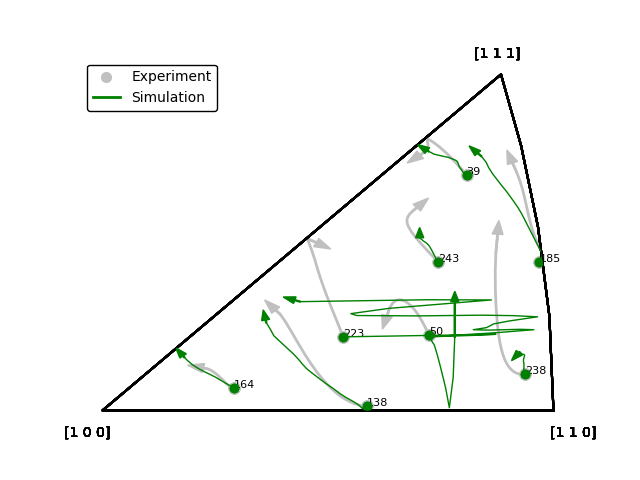 [1 1 1]
Experiment
Simulation
39
243
185
223
50
238
164
138
[1 0 0]
[1 1 0]